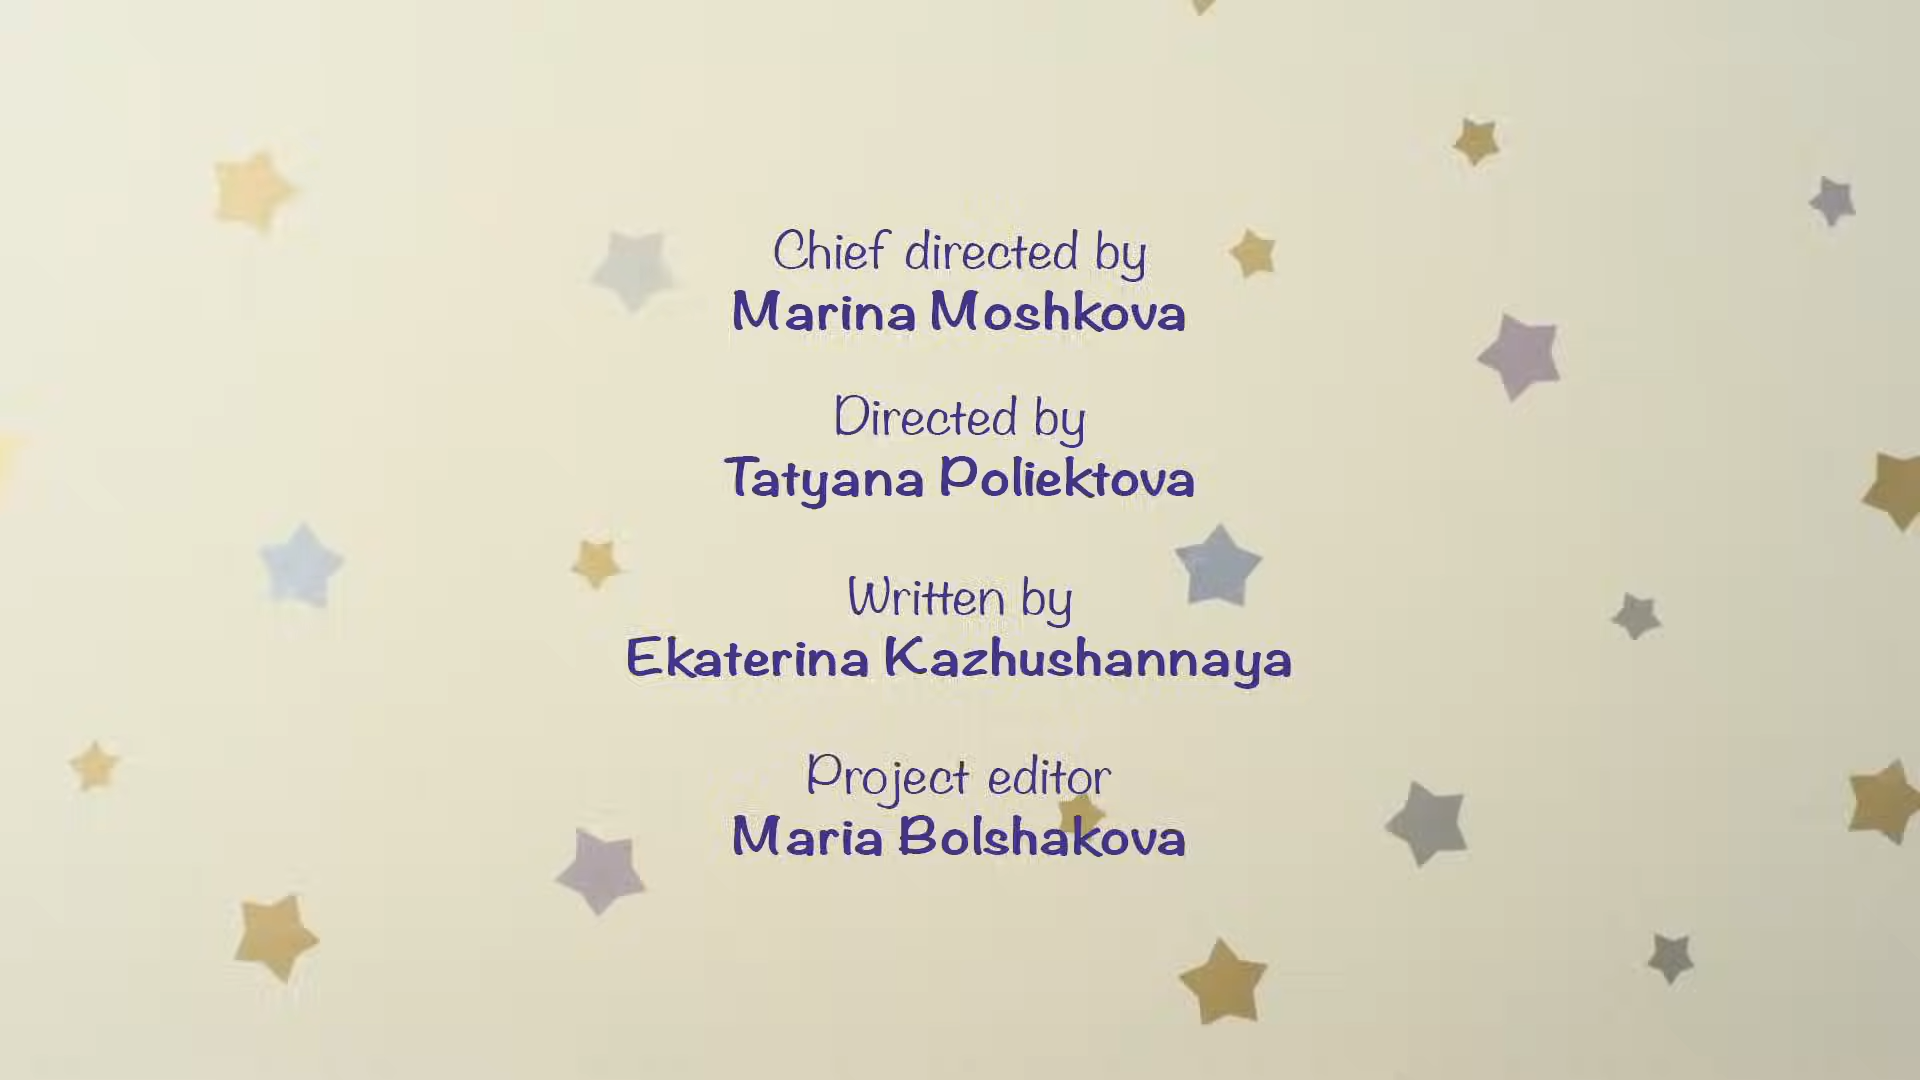 Chief directed by
Marina Moshkova
Directed by
Tatyana Poliektova
Written by
Ekaterina Kazhushannaya
Project editor
Maria Bolshakova